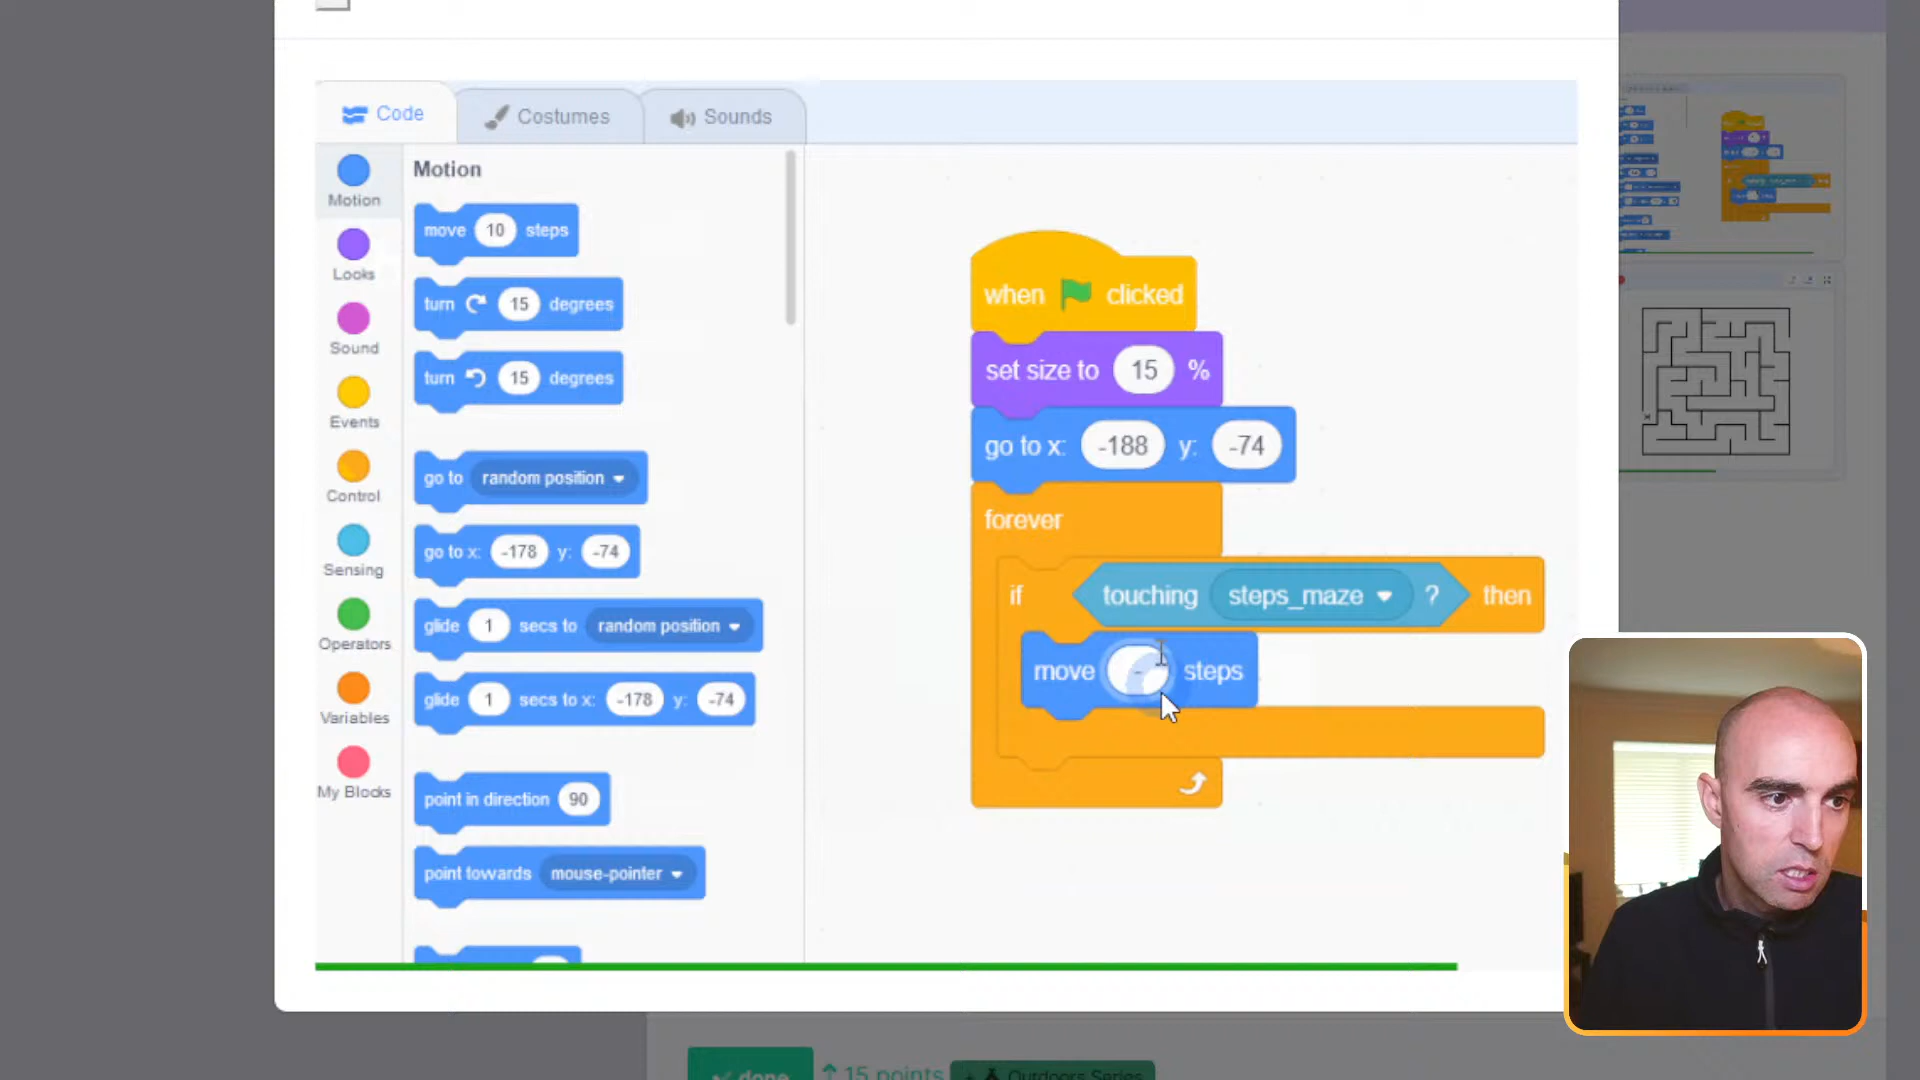 Code
Costumes
Sounds
Motion
Looks
Sound
Events
Control
Sensing
Operators
Variables
My Blocks
Motion
move 10 steps
turn 15 degrees
turn 15 degrees
go to random position
go to x: -178 y: -74
glide 1 secs to random position
glide 1 secs to x: -178 y: -74
point in direction 90
point towards mouse-pointer
when clicked
set size to 15 %
go to x: -188 y: -74
forever
if touching steps_maze ? then
move - steps
done
15 points
Outdoors Series